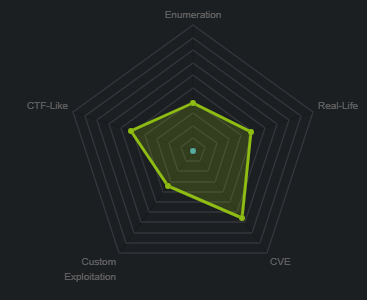 Enumeration
CTF-Like
Real-Life
Custom
Exploitation
CVE